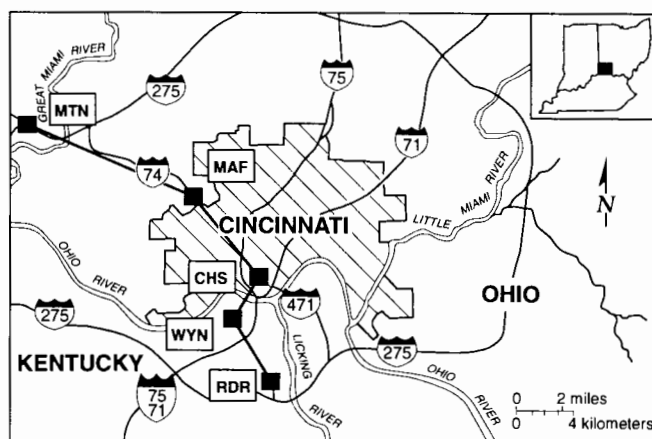 GREAT MIAMI RIVER
MTN
275
75
71
74
MAF
CINCINNATI
LITTLE MIAMI RIVER
N
OHIO RIVER
CHS
471
OHIO
275
WYN
KENTUCKY
LICKING RIVER
275
RDR
75
71
OHIO RIVER
0 2 miles
0 4 kilometers